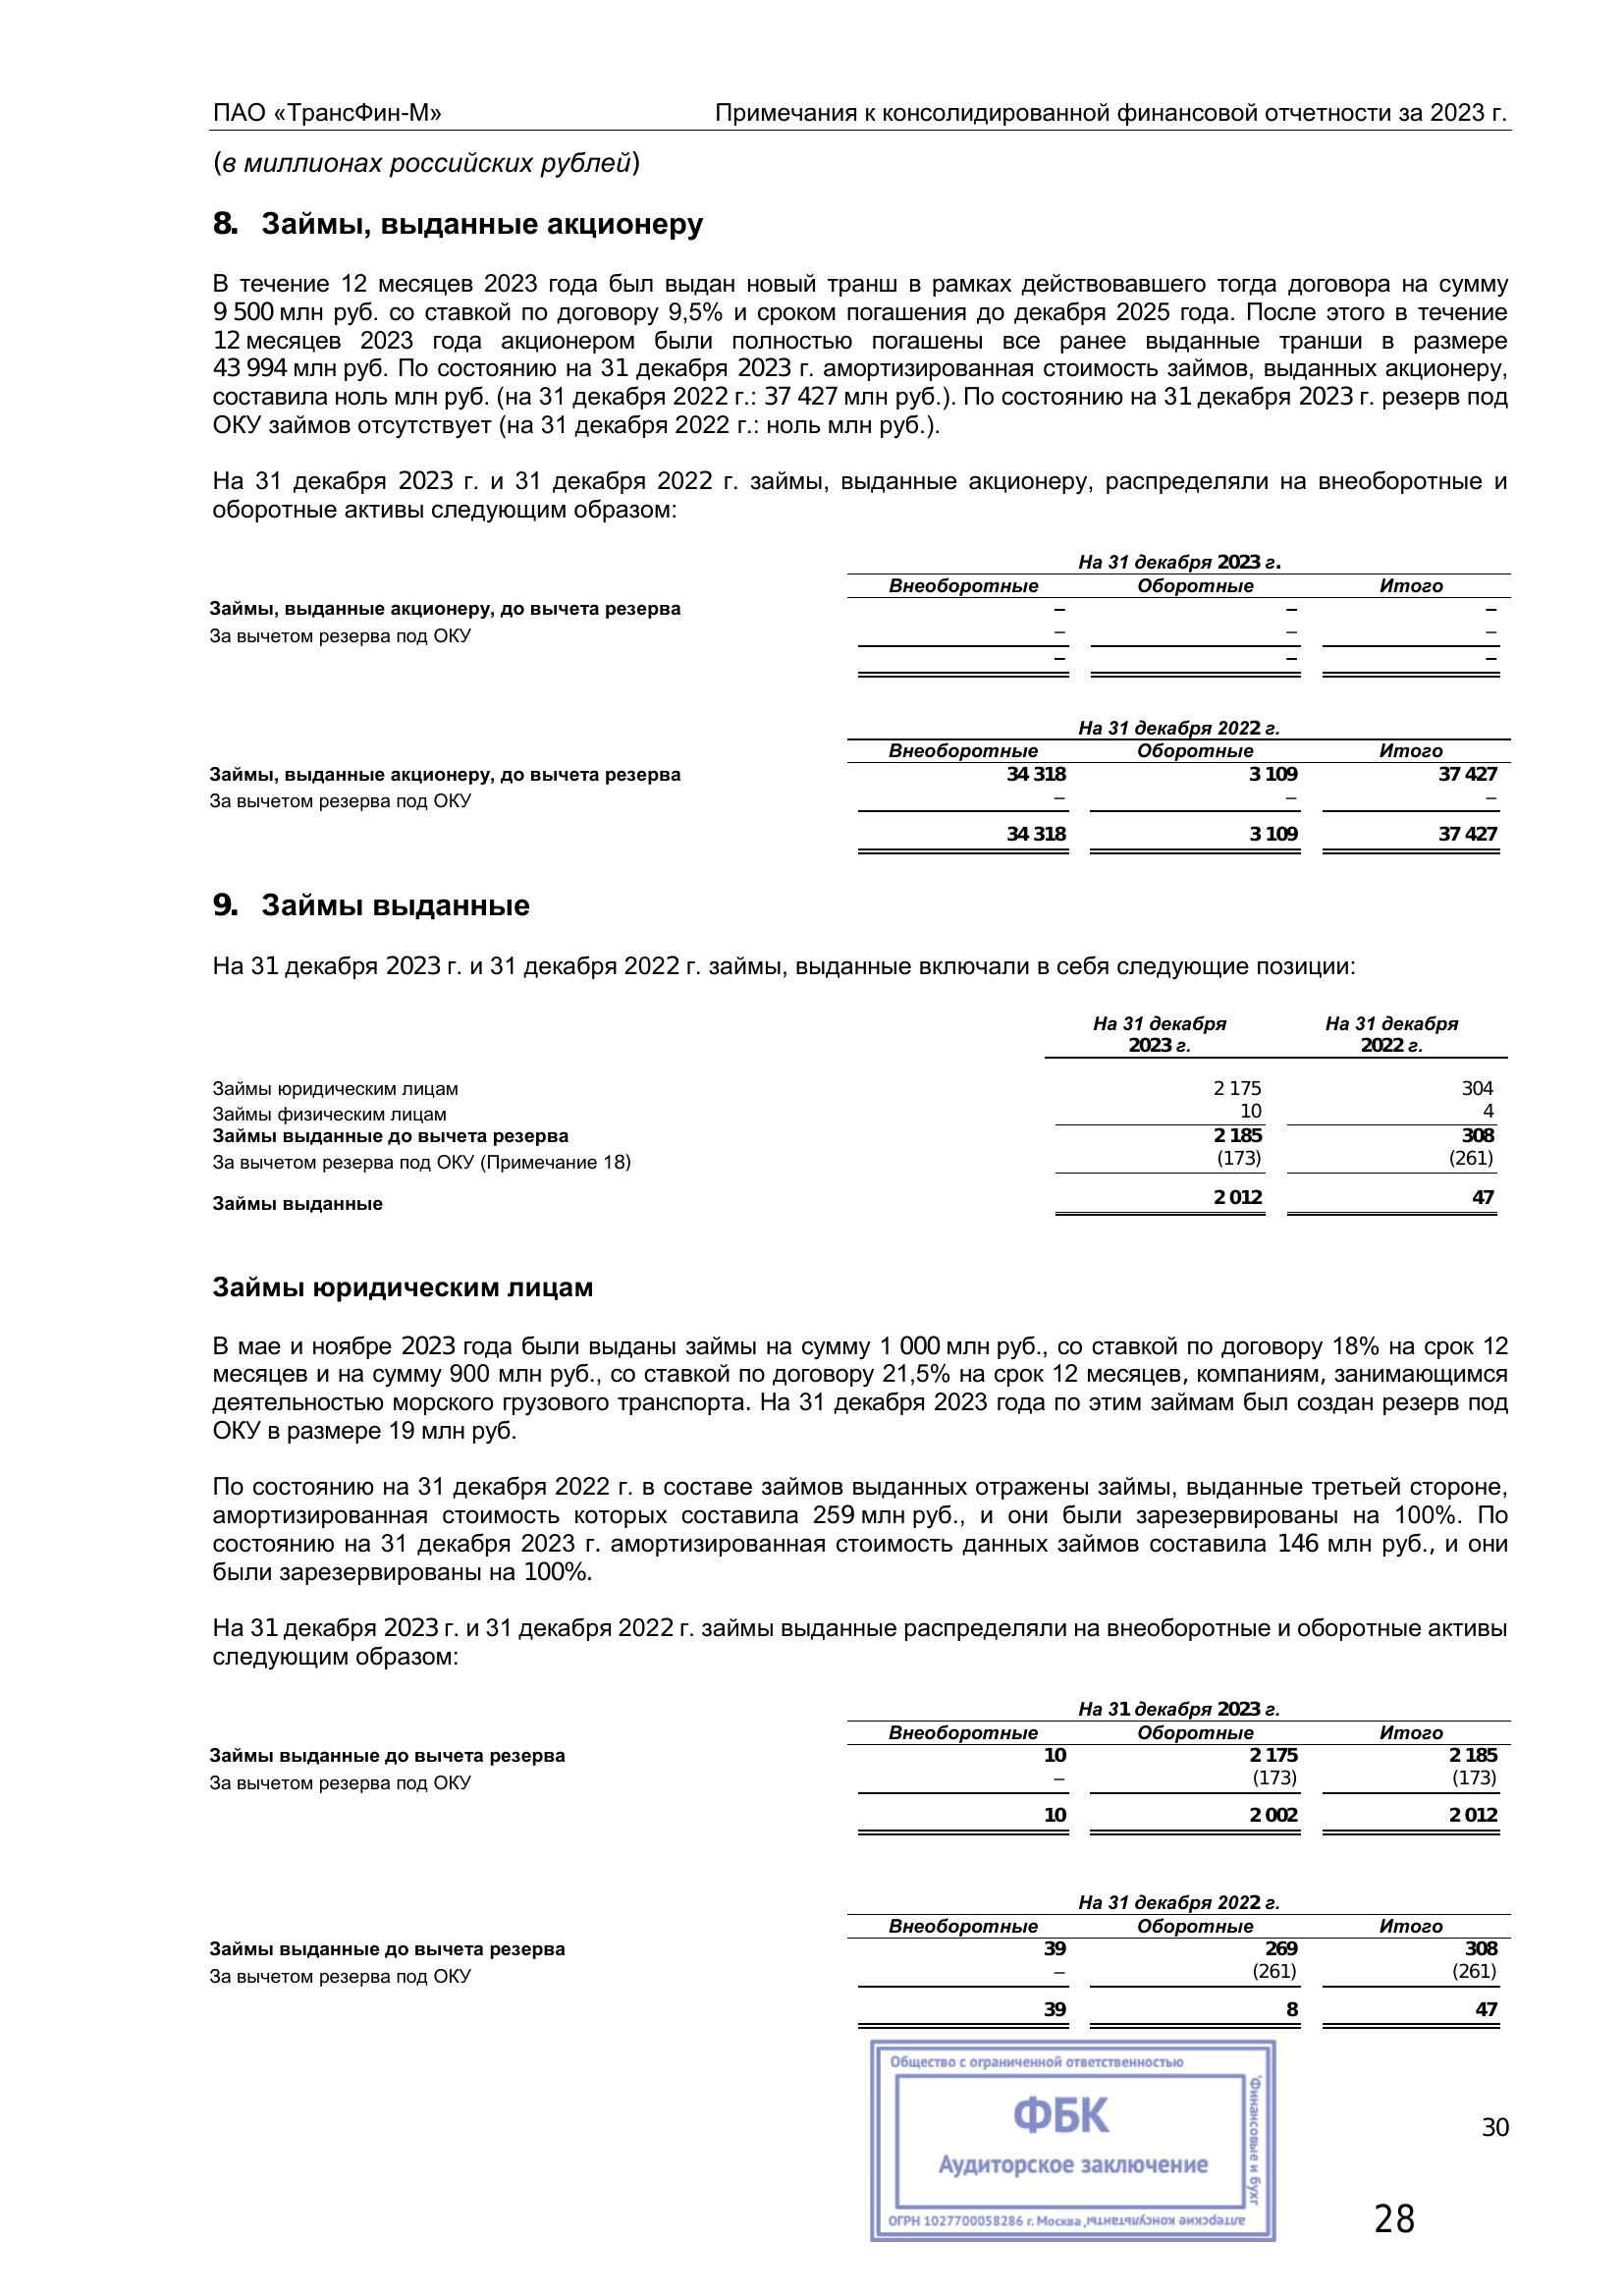 ПАО «ТрансФин-М» Примечания к консолидированной финансовой отчетности за 2023 г.
(в миллионах российских рублей)
8. Займы, выданные акционеру
В течение 12 месяцев 2023 года был выдан новый транш в рамках действовавшего тогда договора на сумму
9 500 млн руб. со ставкой по договору 9,5% и сроком погашения до декабря 2025 года. После этого в течение
12 месяцев 2023 года акционером были полностью погашены все ранее выданные транши в размере
43 994 млн руб. По состоянию на 31 декабря 2023 г. амортизированная стоимость займов, выданных акционеру,
составила ноль млн руб. (на 31 декабря 2022 г.: 37 427 млн руб.). По состоянию на 31 декабря 2023 г. резерв под
ОКУ займов отсутствует (на 31 декабря 2022 г.: ноль млн руб.).
На 31 декабря 2023 г. и 31 декабря 2022 г. займы, выданные акционеру, распределяли на внеоборотные и
оборотные активы следующим образом:
На 31 декабря 2023 г.
Внеоборотные Оборотные Итого
Займы, выданные акционеру, до вычета резерва – – –
За вычетом резерва под ОКУ – – –
– – –
На 31 декабря 2022 г.
Внеоборотные Оборотные Итого
Займы, выданные акционеру, до вычета резерва 34 318 3 109 37 427
За вычетом резерва под ОКУ – – –
34 318 3 109 37 427
9. Займы выданные
На 31 декабря 2023 г. и 31 декабря 2022 г. займы, выданные включали в себя следующие позиции:
На 31 декабря На 31 декабря
2023 г. 2022 г.
Займы юридическим лицам 2 175 304
Займы физическим лицам 10 4
Займы выданные до вычета резерва 2 185 308
За вычетом резерва под ОКУ (Примечание 18) (173) (261)
Займы выданные 2 012 47
Займы юридическим лицам
В мае и ноябре 2023 года были выданы займы на сумму 1 000 млн руб., со ставкой по договору 18% на срок 12
месяцев и на сумму 900 млн руб., со ставкой по договору 21,5% на срок 12 месяцев, компаниям, занимающимся
деятельностью морского грузового транспорта. На 31 декабря 2023 года по этим займам был создан резерв под
ОКУ в размере 19 млн руб.
По состоянию на 31 декабря 2022 г. в составе займов выданных отражены займы, выданные третьей стороне,
амортизированная стоимость которых составила 259 млн руб., и они были зарезервированы на 100%. По
состоянию на 31 декабря 2023 г. амортизированная стоимость данных займов составила 146 млн руб., и они
были зарезервированы на 100%.
На 31 декабря 2023 г. и 31 декабря 2022 г. займы выданные распределяли на внеоборотные и оборотные активы
следующим образом:
На 31 декабря 2023 г.
Внеоборотные Оборотные Итого
Займы выданные до вычета резерва 10 2 175 2 185
За вычетом резерва под ОКУ – (173) (173)
10 2 002 2 012
На 31 декабря 2022 г.
Внеоборотные Оборотные Итого
Займы выданные до вычета резерва 39 269 308
За вычетом резерва под ОКУ – (261) (261)
39 8 47
Общество с ограниченной ответственностью
"Финансовые и бухг
алтерские консультанты"
ФБК
Аудиторское заключение
ОГРН 1027700058286 г. Москва
30
28